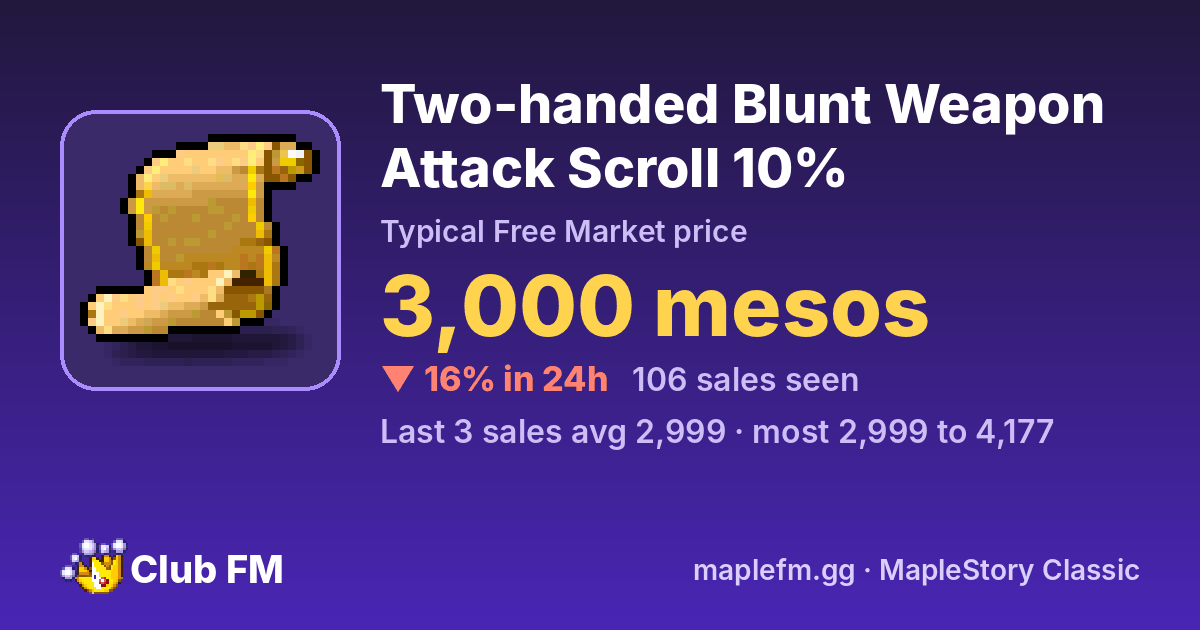 Two-handed Blunt Weapon
Attack Scroll 10%
Typical Free Market price
3,000 mesos
▼ 16% in 24h 106 sales seen
Last 3 sales avg 2,999 · most 2,999 to 4,177
Club FM
maplefm.gg · MapleStory Classic